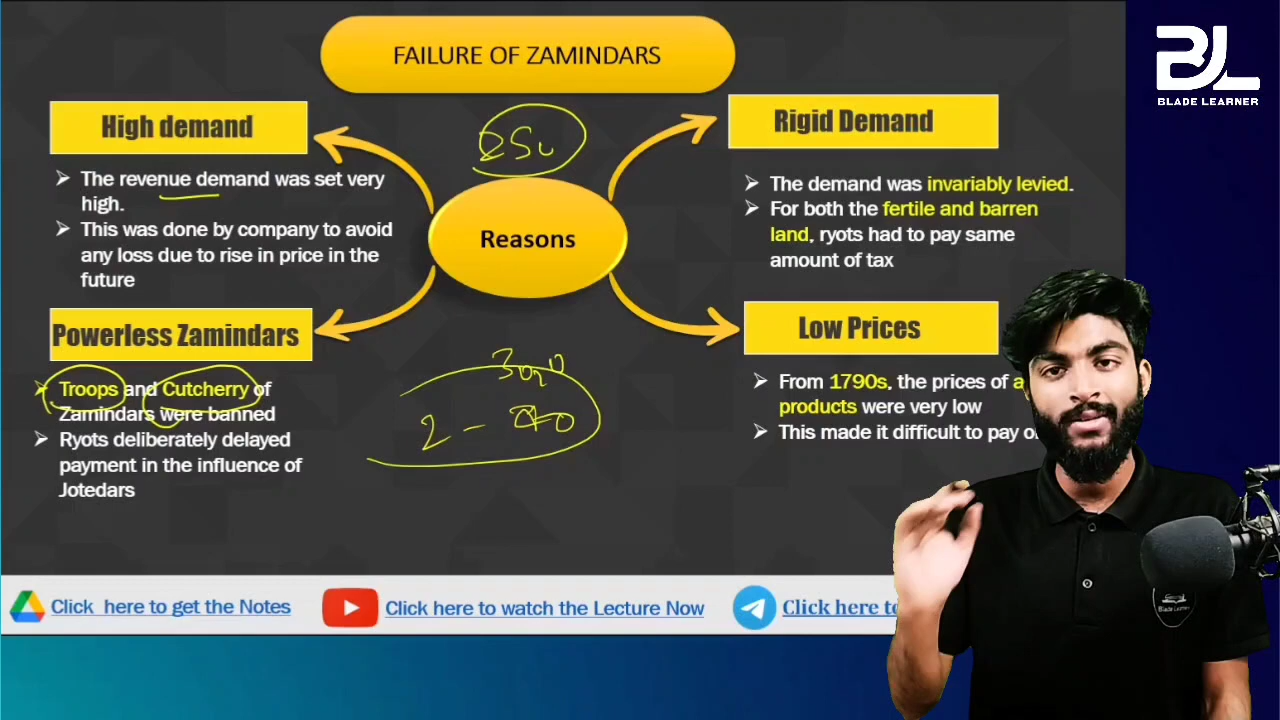 FAILURE OF ZAMINDARS
BL
BLADE LEARNER
High demand
➢ The revenue demand was set very
high.
➢ This was done by company to avoid
any loss due to rise in price in the
future
Reasons
Rigid Demand
➢ The demand was invariably levied.
➢ For both the fertile and barren
land, ryots had to pay same
amount of tax
Powerless Zamindars
➢ Troops and Cutcherry of
Zamindars were banned
➢ Ryots deliberately delayed
payment in the influence of
Jotedars
Low Prices
➢ From 1790s, the prices of
products were very low
➢ This made it difficult to pay
Click here to get the Notes
Click here to watch the Lecture Now
Click here
Blade Learner